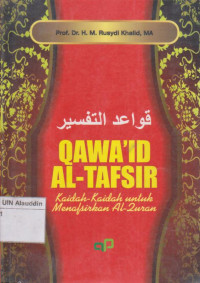 Prof. Dr. H. M. Rusydi Khalid, MA
قواعد التفسير
QAWA'ID
AL-TAFSIR
Kaidah-Kaidah untuk
Menafsirkan Al-Quran
UIN Alauddin